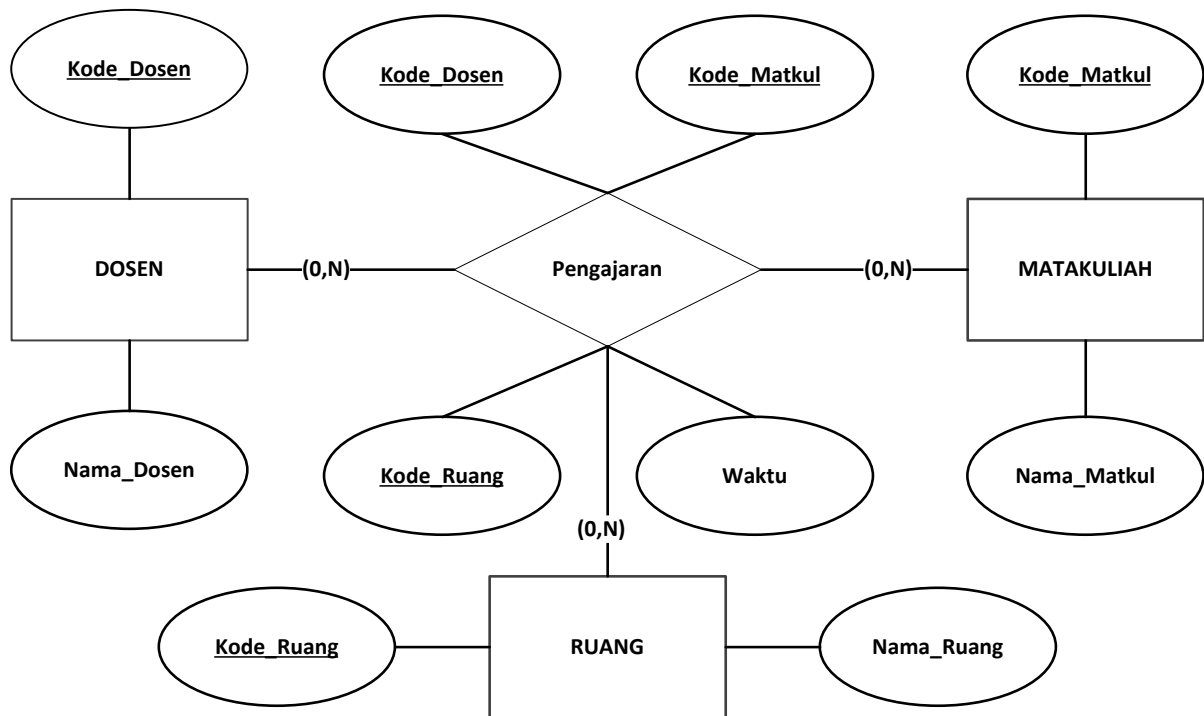 Kode_Dosen
Kode_Dosen
Kode_Matkul
Kode_Matkul
DOSEN
(0,N)
Pengajaran
(0,N)
MATAKULIAH
Nama_Dosen
Kode_Ruang
Waktu
Nama_Matkul
(0,N)
Kode_Ruang
RUANG
Nama_Ruang